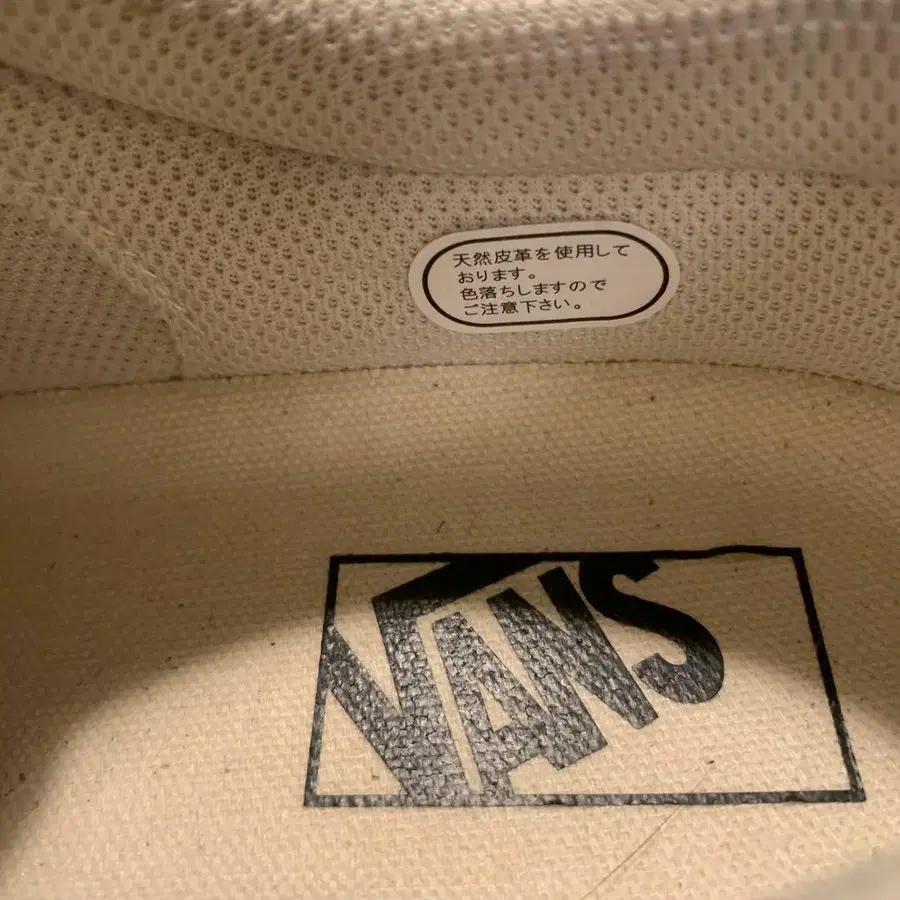 天然皮革を使用して
おります。
色落ちしますので
ご注意下さい。
VANS